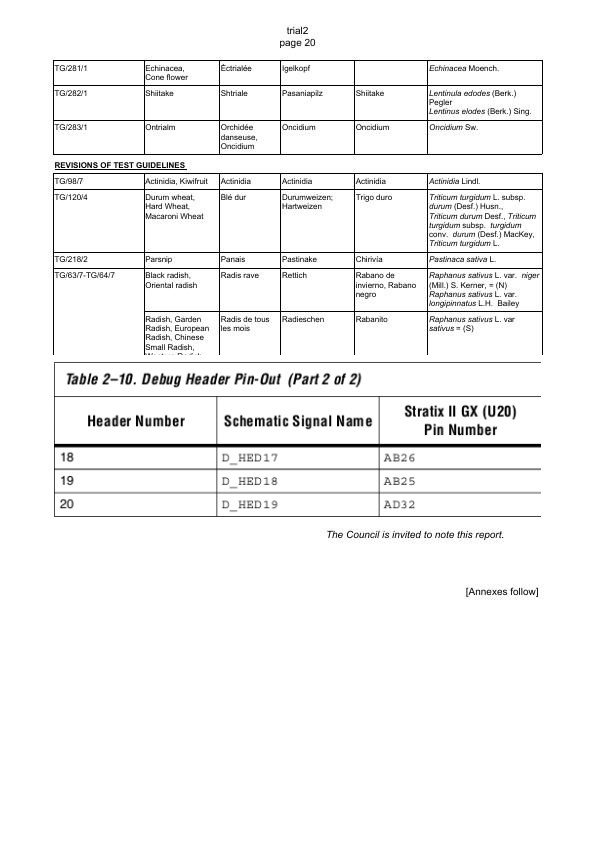 trial2
page 20
TG/281/1 Echinacea, Éctrialée Igelkopf Echinacea Moench.
Cone flower
TG/282/1 Shiitake Shtriale Pasaniapilz Shiitake Lentinula edodes (Berk.)
Pegler
Lentinus elodes (Berk.) Sing.
TG/283/1 Ontrialm Orchidée Oncidium Oncidium Oncidium Sw.
danseuse,
Oncidium
REVISIONS OF TEST GUIDELINES
TG/98/7 Actinidia, Kiwifruit Actinidia Actinidia Actinidia Actinidia Lindl.
TG/120/4 Durum wheat, Blé dur Durumweizen; Trigo duro Triticum turgidum L. subsp.
Hard Wheat, Hartweizen durum (Desf.) Husn.,
Macaroni Wheat Triticum durum Desf., Triticum
turgidum subsp. turgidum
conv. durum (Desf.) MacKey,
Triticum turgidum L.
TG/218/2 Parsnip Panais Pastinake Chirivía Pastinaca sativa L.
TG/63/7-TG/64/7 Black radish, Radis rave Rettich Rabano de Raphanus sativus L. var. niger
Oriental radish invierno, Rabano (Mill.) S. Kerner, = (N)
negro Raphanus sativus L. var.
longipinnatus L.H. Bailey
Radish, Garden Radis de tous Radieschen Rabanito Raphanus sativus L. var
Radish, European les mois sativus = (S)
Radish, Chinese
Small Radish,
Table 2–10. Debug Header Pin-Out (Part 2 of 2)
Header Number Schematic Signal Name Stratix II GX (U20)
Pin Number
18 D_HED17 AB26
19 D_HED18 AB25
20 D_HED19 AD32
The Council is invited to note this report.
[Annexes follow]